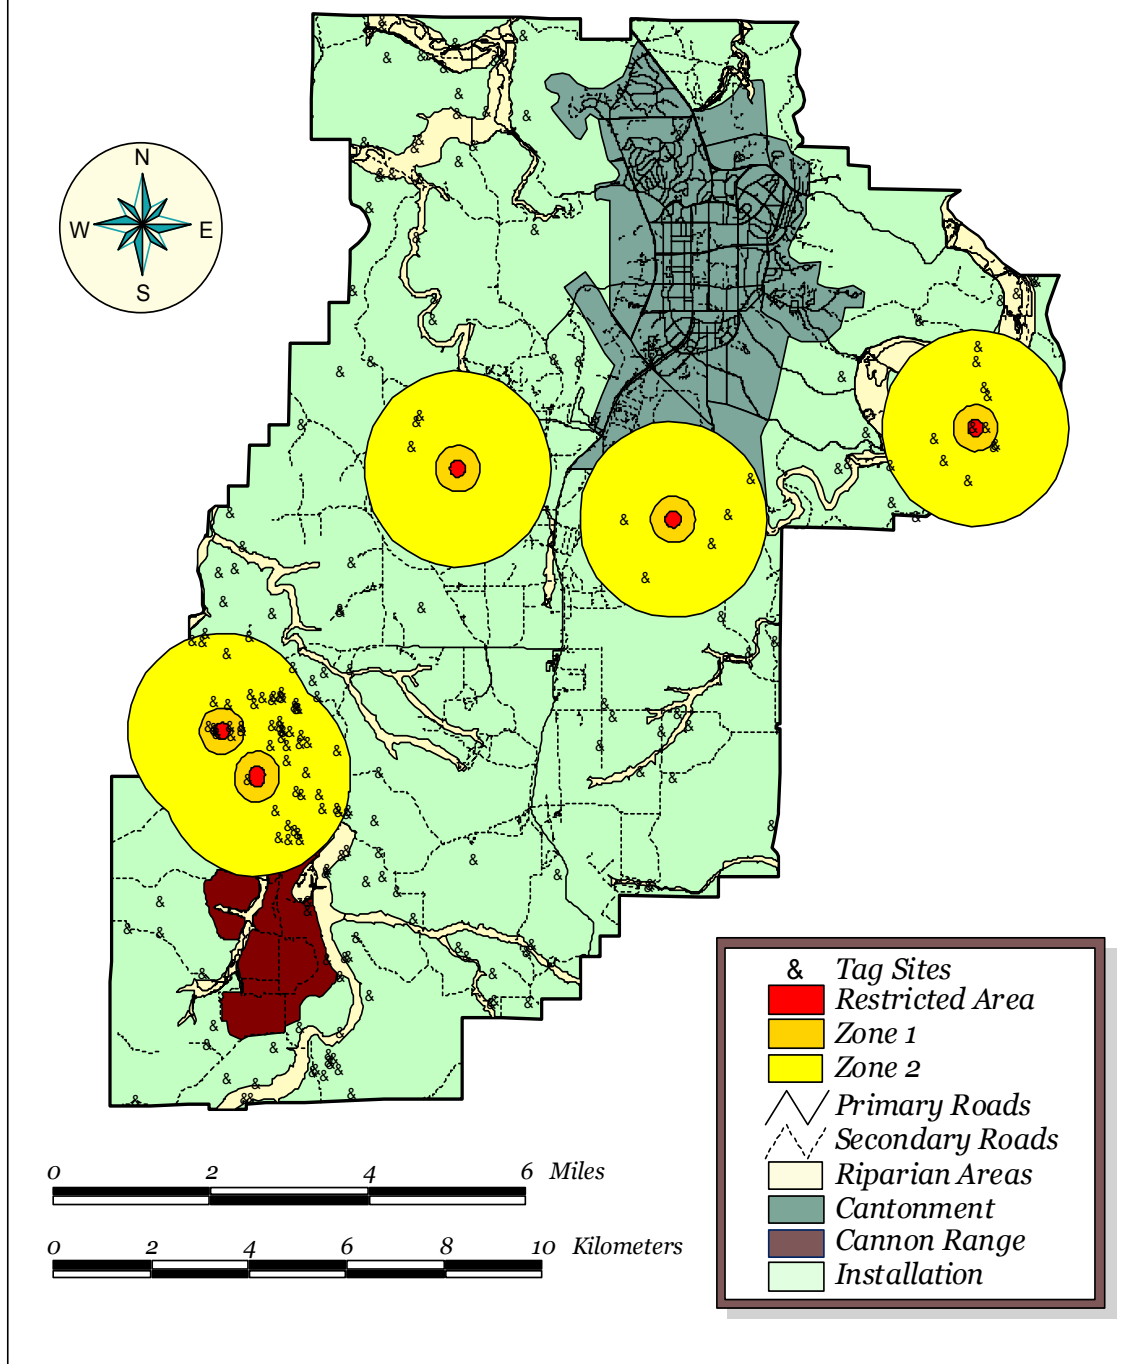 N
W E
S
& Tag Sites
Restricted Area
Zone 1
Zone 2
Primary Roads
Secondary Roads
Riparian Areas
Cantonment
Cannon Range
Installation
0 2 4 6 Miles
0 2 4 6 8 10 Kilometers